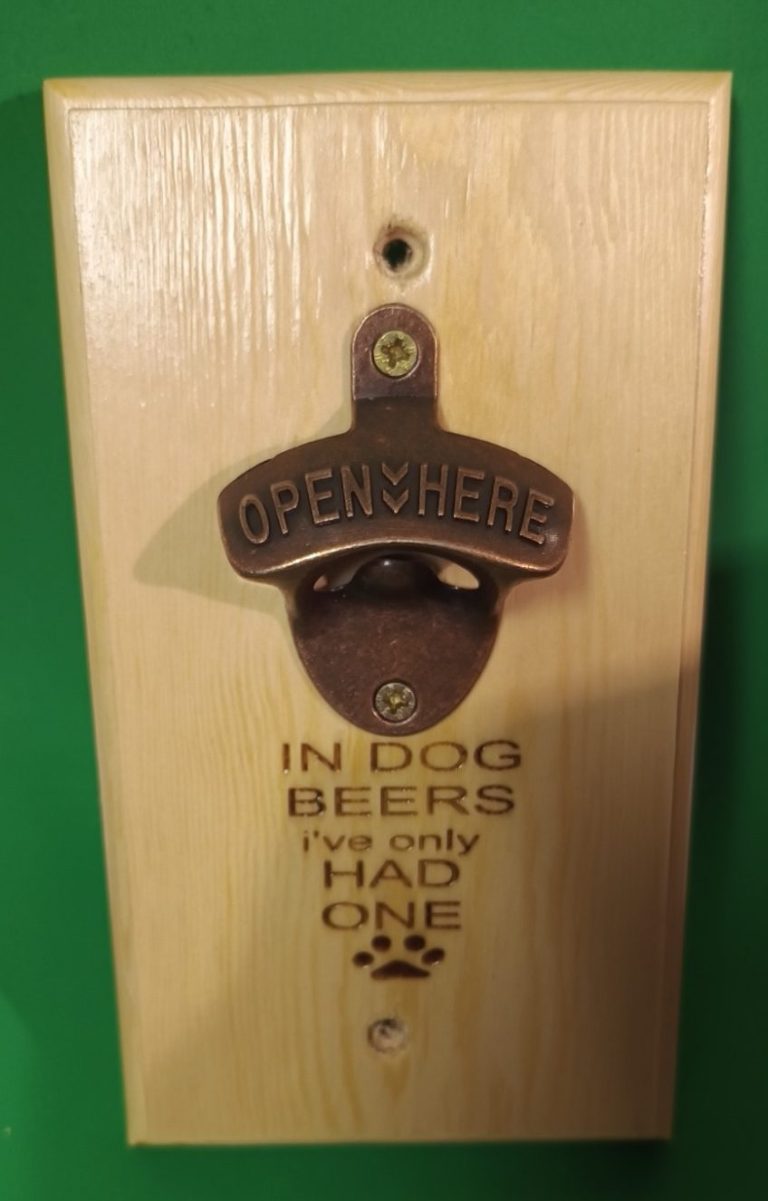 OPEN HERE
IN DOG
BEERS
i've only
HAD
ONE